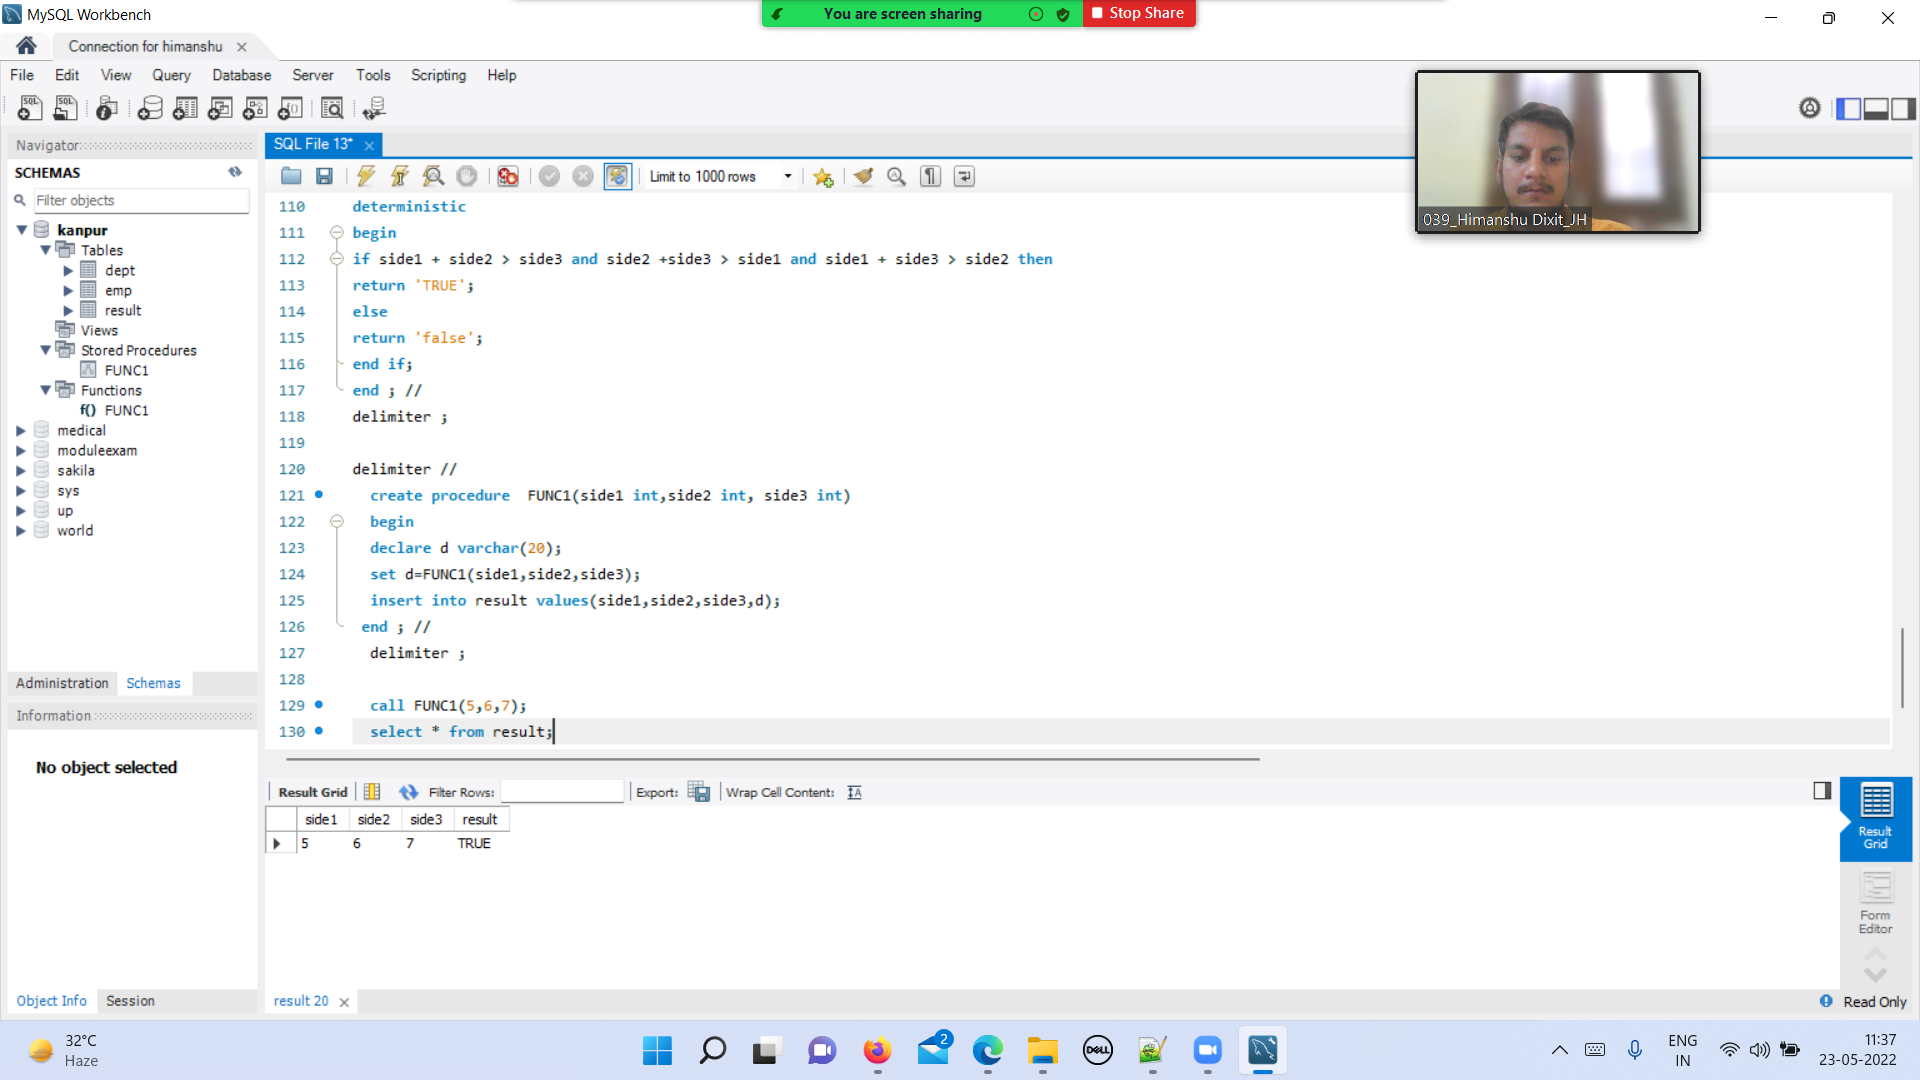 MySQL Workbench
You are screen sharing
Stop Share
Connection for himanshu
File Edit View Query Database Server Tools Scripting Help
039_Himanshu Dixit_JH
Navigator
SQL File 13*
SCHEMAS
Limit to 1000 rows
Filter objects
kanpur
Tables
dept
emp
result
Views
Stored Procedures
FUNC1
Functions
f() FUNC1
medical
moduleexam
sakila
sys
up
world
Administration Schemas
Information
No object selected
Object Info Session
110 deterministic
111 begin
112 if side1 + side2 > side3 and side2 +side3 > side1 and side1 + side3 > side2 then
113 return 'TRUE';
114 else
115 return 'false';
116 end if;
117 end ; //
118 delimiter ;
119
120 delimiter //
121 create procedure  FUNC1(side1 int,side2 int, side3 int)
122 begin
123 declare d varchar(20);
124 set d=FUNC1(side1,side2,side3);
125 insert into result values(side1,side2,side3,d);
126 end ; //
127 delimiter ;
128
129 call FUNC1(5,6,7);
130 select * from result;
Result Grid Filter Rows: Export: Wrap Cell Content:
side1 side2 side3 result
5 6 7 TRUE
Result
Grid
Form
Editor
result 20
Read Only
32°C
Haze
2
DELL
ENG
IN
11:37
23-05-2022